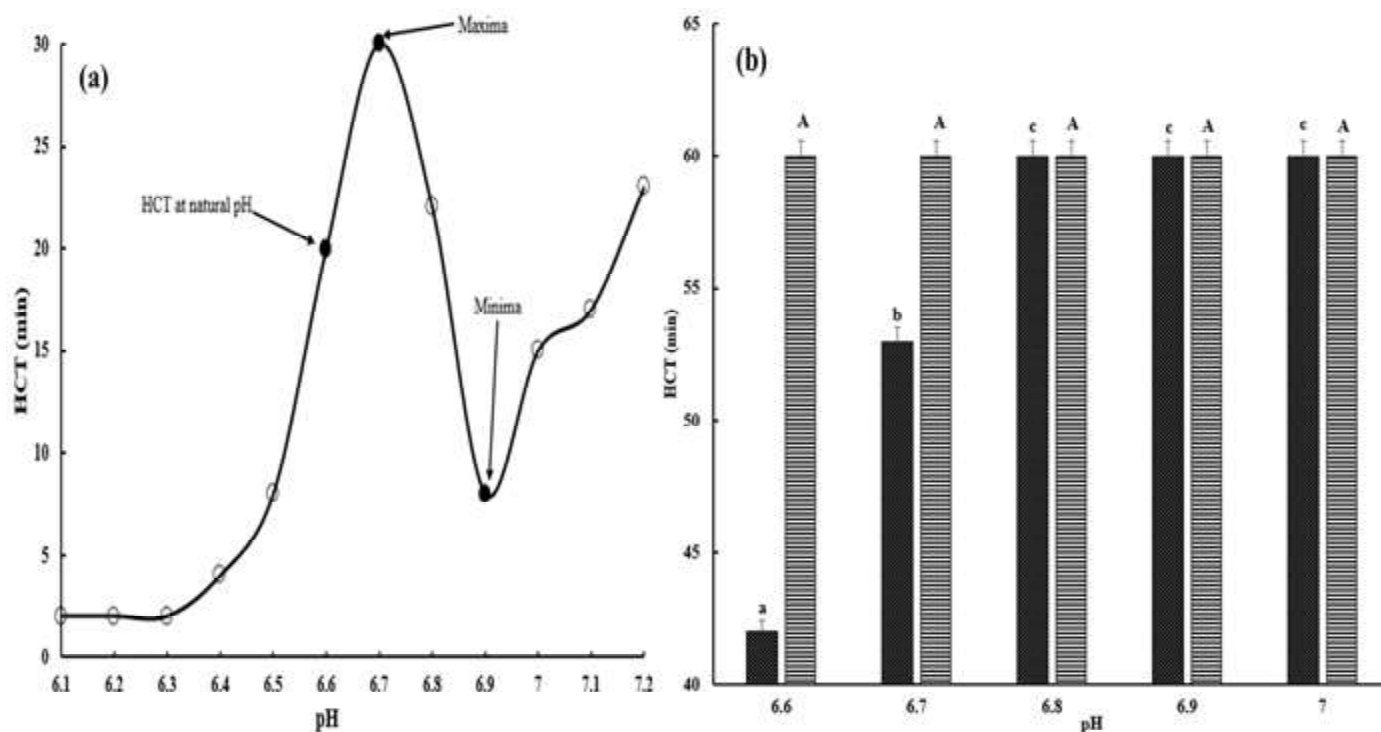 (a)
Maxima
HCT at natural pH
Minima
HCT (min)
30
25
20
15
10
5
0
6.1 6.2 6.3 6.4 6.5 6.6 6.7 6.8 6.9 7 7.1 7.2
pH
(b)
HCT (min)
65
60
55
50
45
40
a A b A c A c A c A
6.6 6.7 6.8 6.9 7
pH